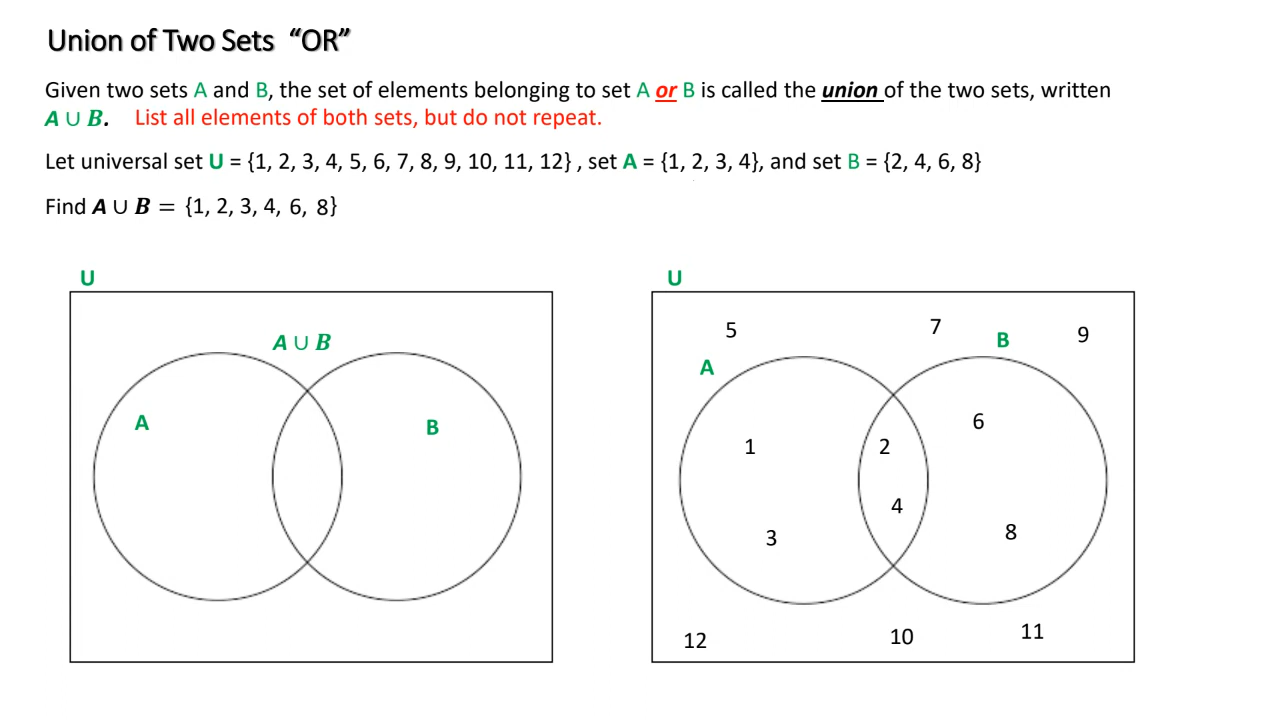 Union of Two Sets “OR”
Given two sets A and B, the set of elements belonging to set A or B is called the union of the two sets, written
A ∪ B. List all elements of both sets, but do not repeat.
Let universal set U = {1, 2, 3, 4, 5, 6, 7, 8, 9, 10, 11, 12} , set A = {1, 2, 3, 4}, and set B = {2, 4, 6, 8}
Find A ∪ B = {1, 2, 3, 4, 6, 8}
U
A ∪ B
A
B
U
5
7
B
9
A
6
1
2
4
3
8
12
10
11